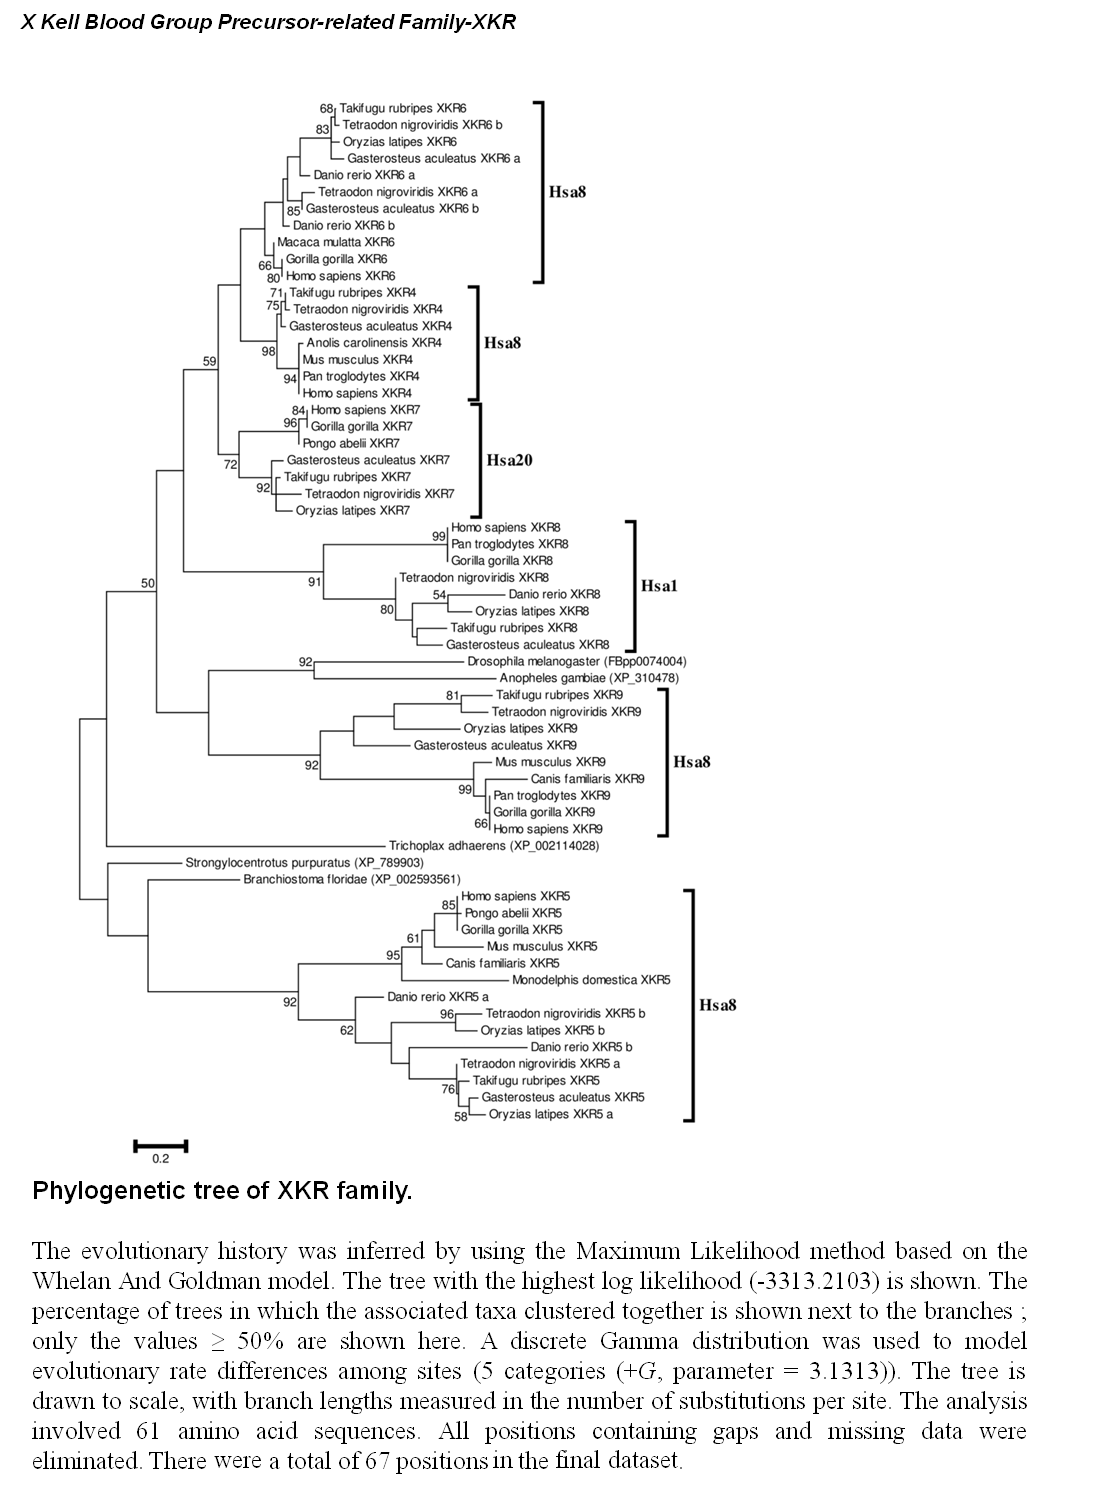 X Kell Blood Group Precursor-related Family-XKR
68 Takifugu rubripes XKR6
Tetraodon nigroviridis XKR6 b
83
Oryzias latipes XKR6
Gasterosteus aculeatus XKR6 a
Danio rerio XKR6 a
Tetraodon nigroviridis XKR6 a
Hsa8
85 Gasterosteus aculeatus XKR6 b
Danio rerio XKR6 b
Macaca mulatta XKR6
66 Gorilla gorilla XKR6
80 Homo sapiens XKR6
71 Takifugu rubripes XKR4
75 Tetraodon nigroviridis XKR4
Gasterosteus aculeatus XKR4
98 Anolis carolinensis XKR4
Hsa8
Mus musculus XKR4
59
94 Pan troglodytes XKR4
Homo sapiens XKR4
84 Homo sapiens XKR7
96 Gorilla gorilla XKR7
Pongo abelii XKR7
72 Gasterosteus aculeatus XKR7
Hsa20
Takifugu rubripes XKR7
92 Tetraodon nigroviridis XKR7
Oryzias latipes XKR7
Homo sapiens XKR8
99 Pan troglodytes XKR8
Gorilla gorilla XKR8
50 91 Tetraodon nigroviridis XKR8
Hsa1
54 Danio rerio XKR8
80 Oryzias latipes XKR8
Takifugu rubripes XKR8
Gasterosteus aculeatus XKR8
92 Drosophila melanogaster (FBpp0074004)
Anopheles gambiae (XP_310478)
81 Takifugu rubripes XKR9
Tetraodon nigroviridis XKR9
Oryzias latipes XKR9
Gasterosteus aculeatus XKR9
92 Mus musculus XKR9
Hsa8
Canis familiaris XKR9
99 Pan troglodytes XKR9
Gorilla gorilla XKR9
66 Homo sapiens XKR9
Trichoplax adhaerens (XP_002114028)
Strongylocentrotus purpuratus (XP_789903)
Branchiostoma floridae (XP_002593561)
Homo sapiens XKR5
85 Pongo abelii XKR5
Gorilla gorilla XKR5
61 Mus musculus XKR5
95 Canis familiaris XKR5
Monodelphis domestica XKR5
92 Danio rerio XKR5 a
Hsa8
96 Tetraodon nigroviridis XKR5 b
62 Oryzias latipes XKR5 b
Danio rerio XKR5 b
Tetraodon nigroviridis XKR5 a
76 Takifugu rubripes XKR5
Gasterosteus aculeatus XKR5
58 Oryzias latipes XKR5 a
0.2
Phylogenetic tree of XKR family.
The evolutionary history was inferred by using the Maximum Likelihood method based on the
Whelan And Goldman model. The tree with the highest log likelihood (-3313.2103) is shown. The
percentage of trees in which the associated taxa clustered together is shown next to the branches ;
only the values ≥ 50% are shown here. A discrete Gamma distribution was used to model
evolutionary rate differences among sites (5 categories (+G, parameter = 3.1313)). The tree is
drawn to scale, with branch lengths measured in the number of substitutions per site. The analysis
involved 61 amino acid sequences. All positions containing gaps and missing data were
eliminated. There were a total of 67 positions in the final dataset.